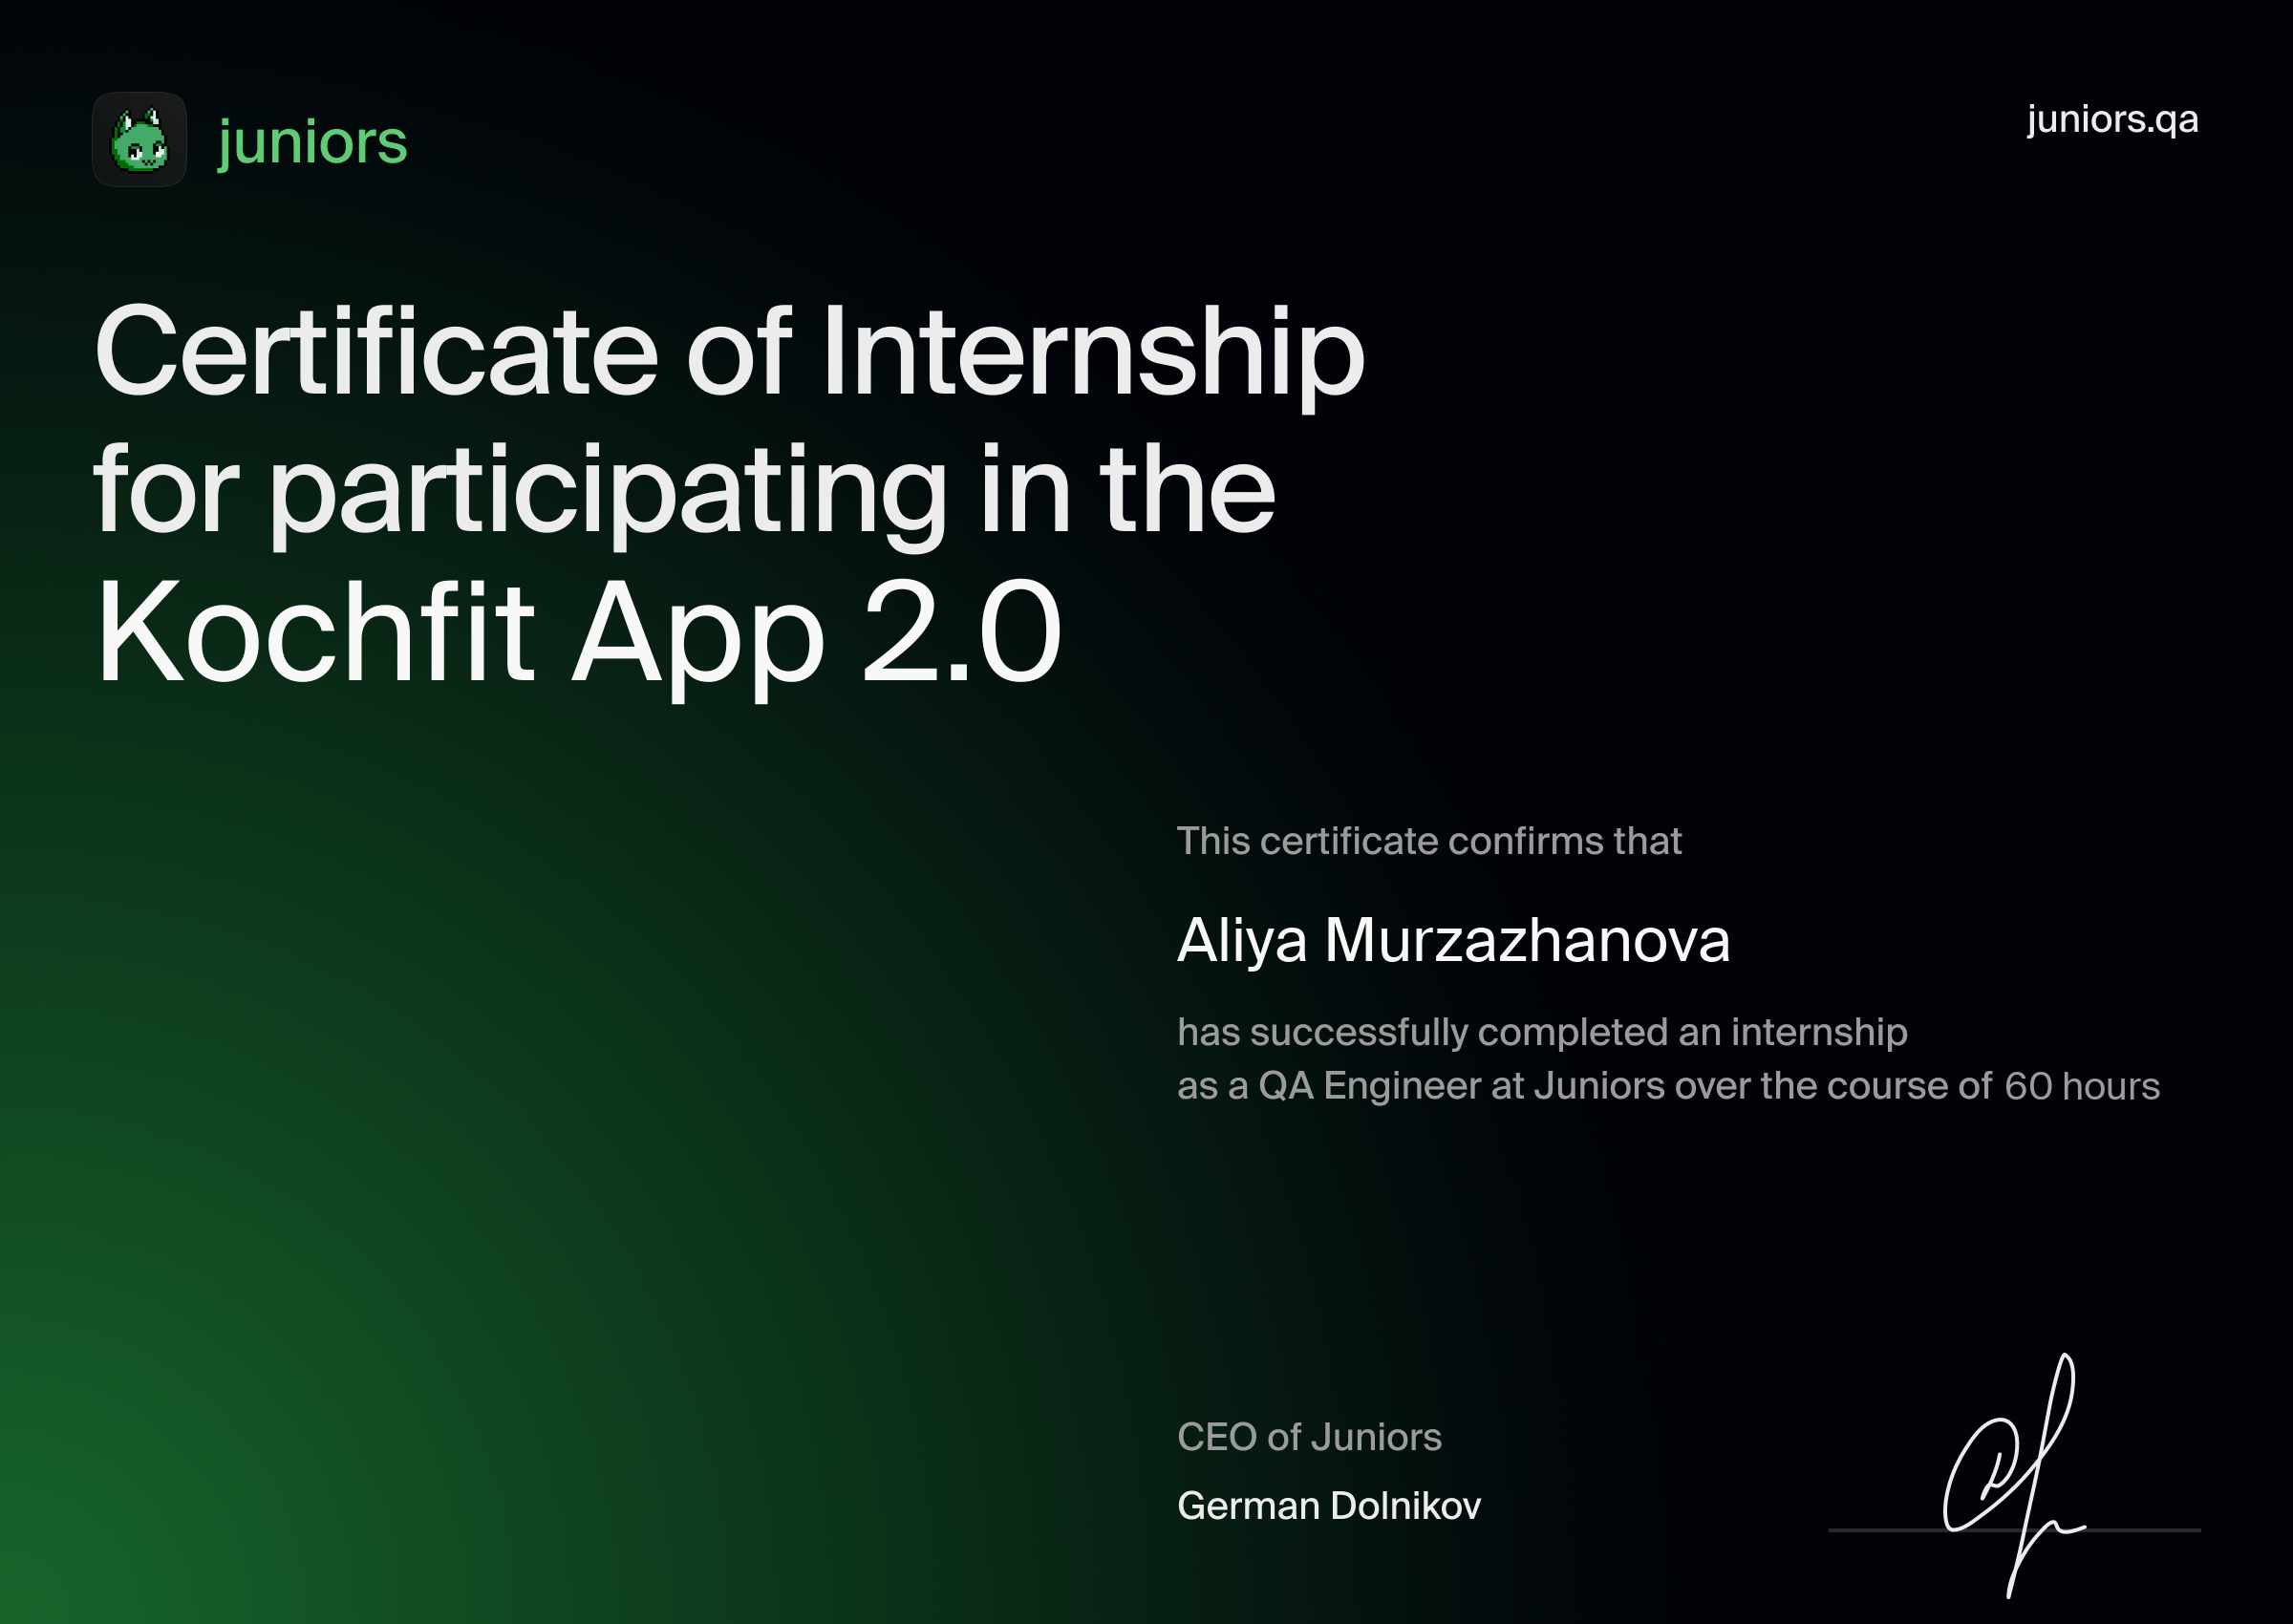 juniors
juniors.qa
Certificate of Internship
for participating in the
Kochfit App 2.0
This certificate confirms that
Aliya Murzazhanova
has successfully completed an internship
as a QA Engineer at Juniors over the course of 60 hours
CEO of Juniors
German Dolnikov